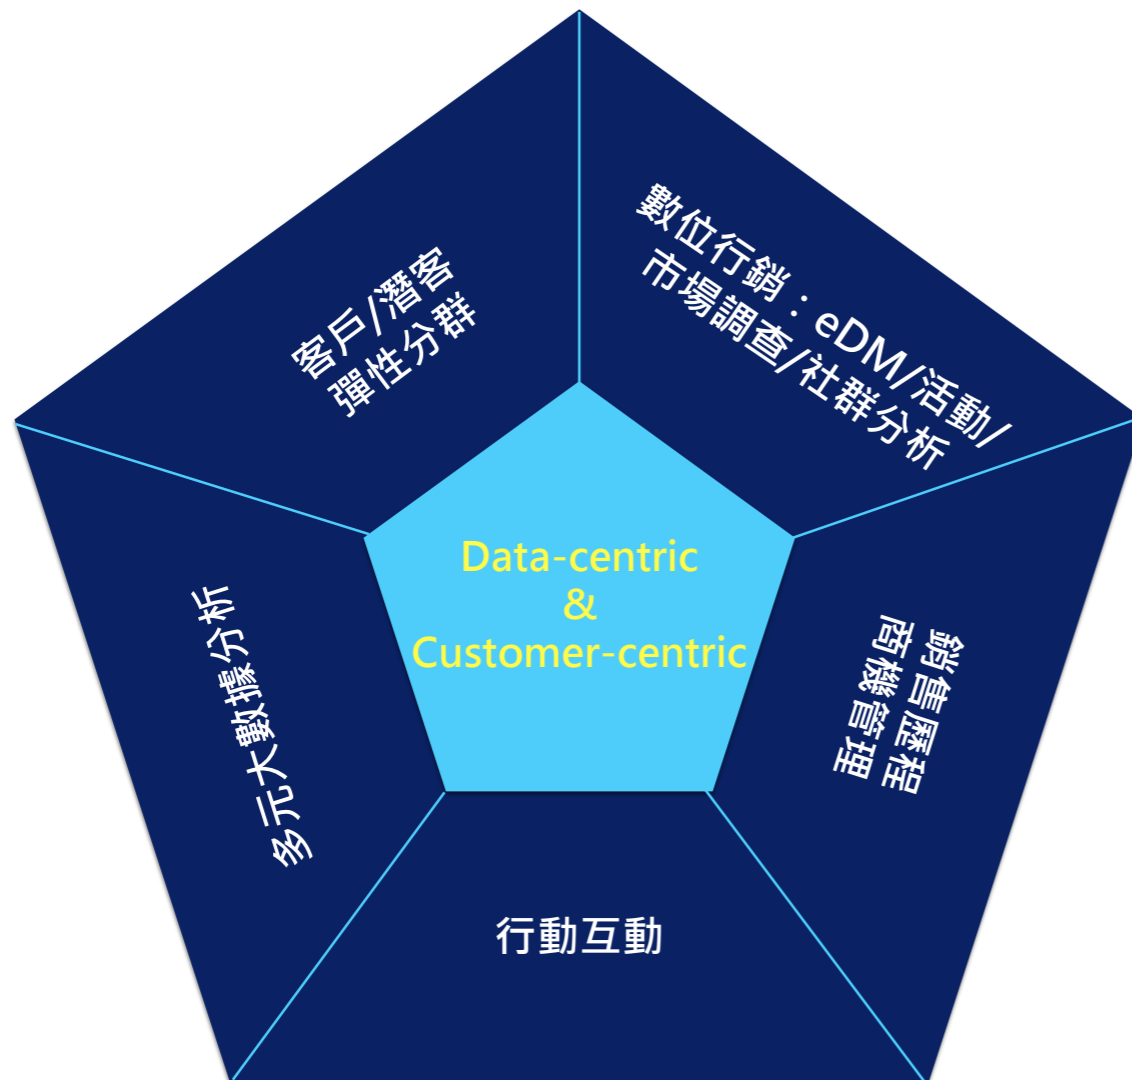 客戶/潛客
彈性分群
數位行銷：eDM/活動/
市場調查/社群分析
Data-centric
&
Customer-centric
多元大數據分析
銷售歷程
商機管理
行動互動